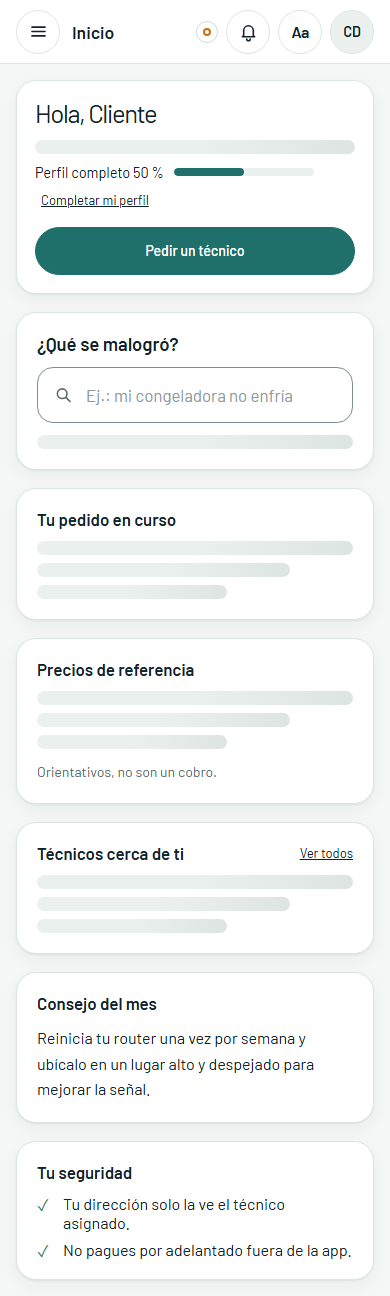 Inicio
Aa
CD
Hola, Cliente
Perfil completo 50 %
Completar mi perfil
Pedir un técnico
¿Qué se malogró?
Ej.: mi congeladora no enfría
Tu pedido en curso
Precios de referencia
Orientativos, no son un cobro.
Técnicos cerca de ti
Ver todos
Consejo del mes
Reinicia tu router una vez por semana y
ubícalo en un lugar alto y despejado para
mejorar la señal.
Tu seguridad
Tu dirección solo la ve el técnico
asignado.
No pagues por adelantado fuera de la app.